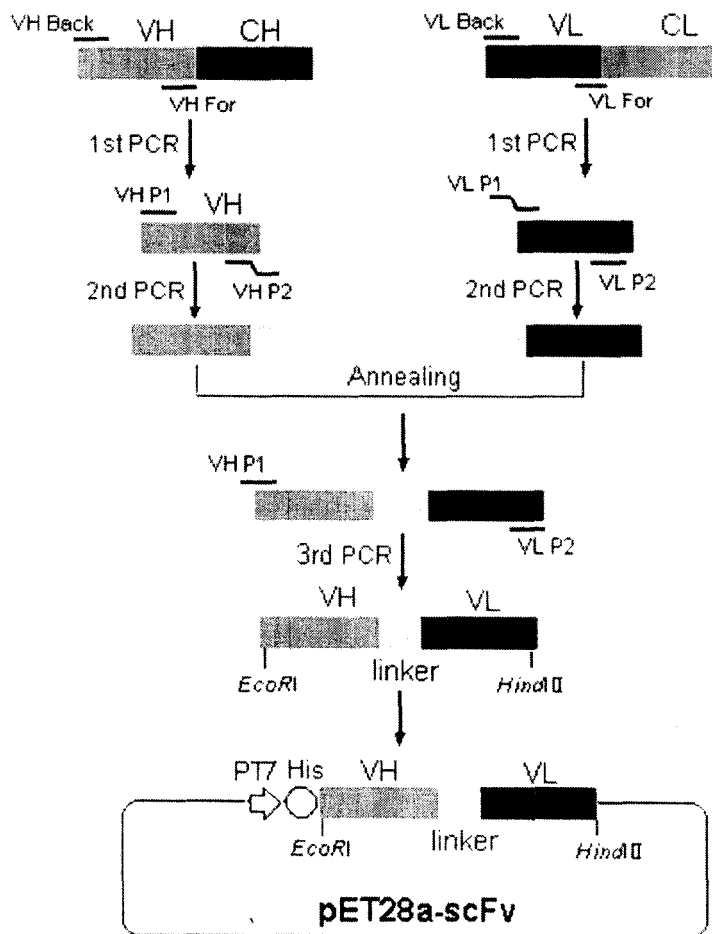 VH Back VH CH
VL Back VL CL
VH For
VL For
1st PCR
1st PCR
VH P1 VH
VL P1
2nd PCR VH P2
2nd PCR VL P2
Annealing
VH P1
3rd PCR VL P2
VH VL
EcoRI linker HindIII
PT7 His VH VL
EcoRI linker HindIII
pET28a-scFv